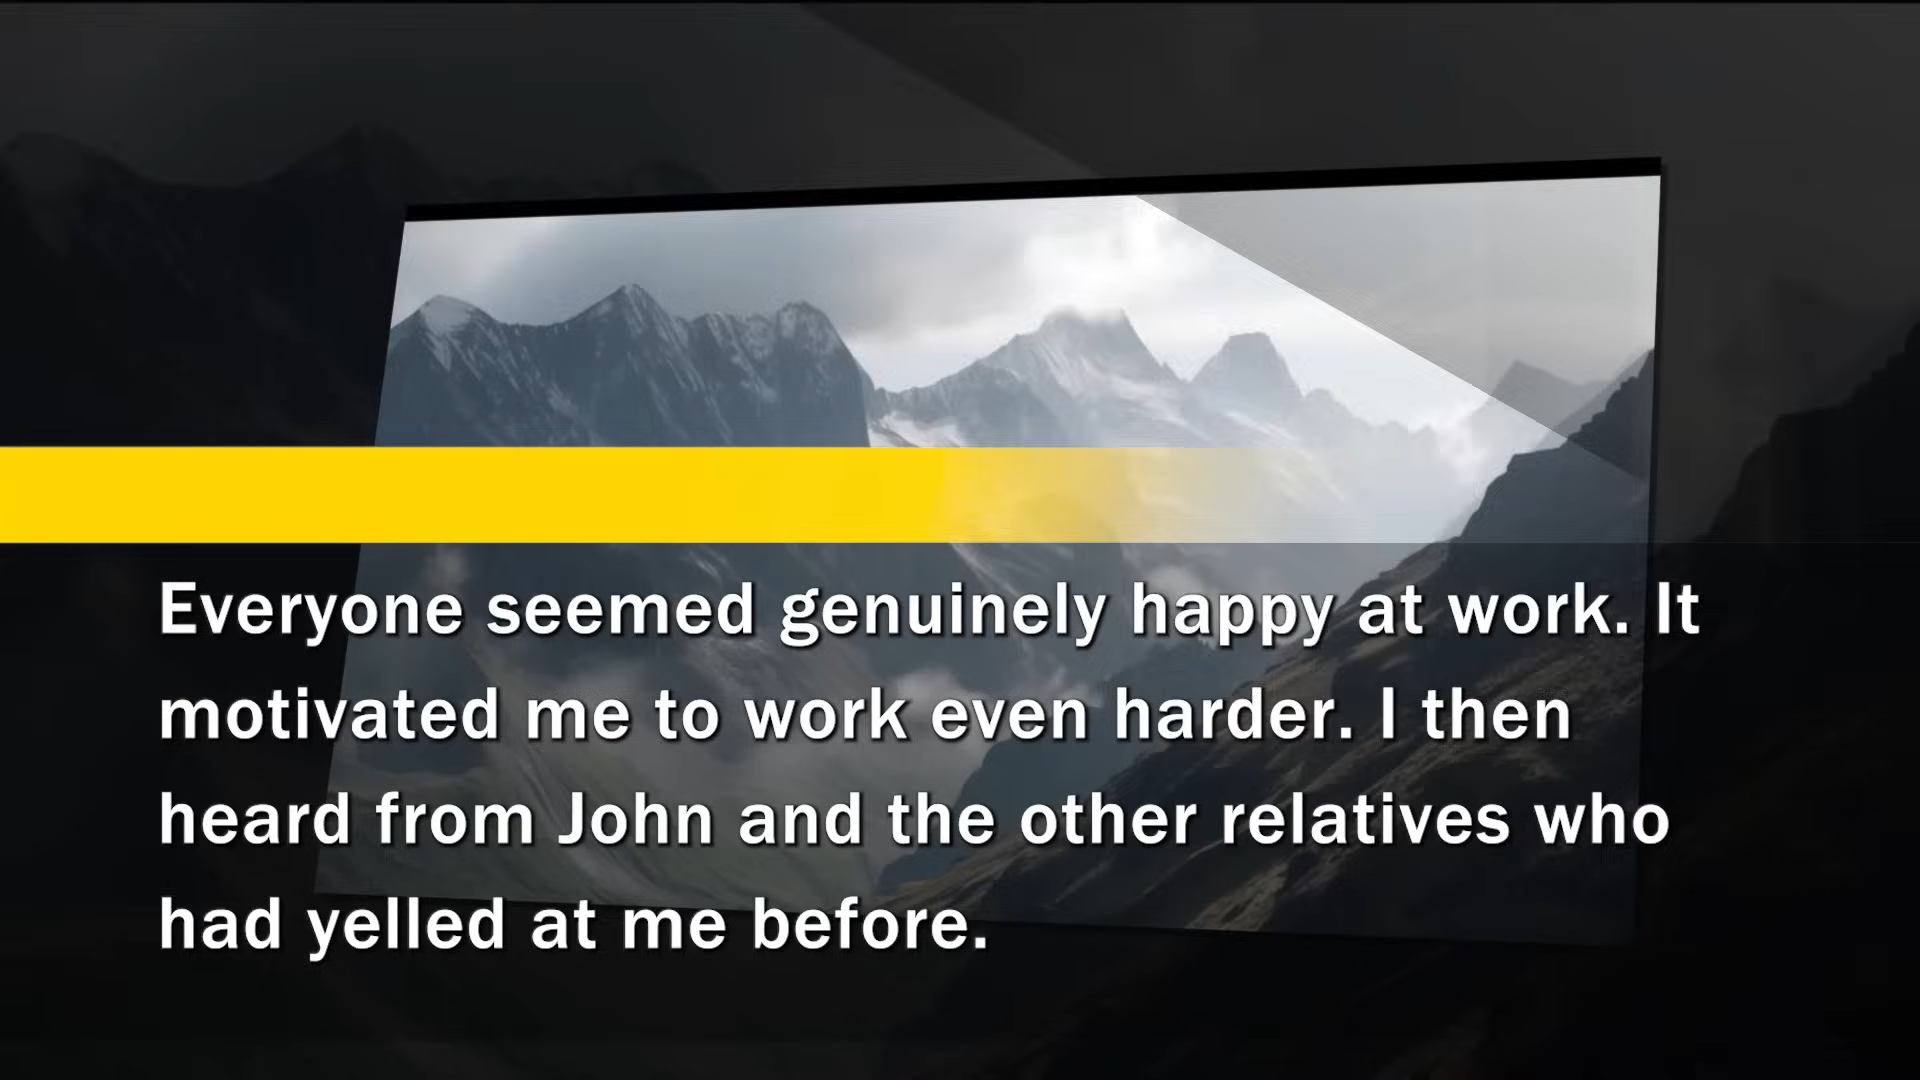 Everyone seemed genuinely happy at work. It
motivated me to work even harder. I then
heard from John and the other relatives who
had yelled at me before.